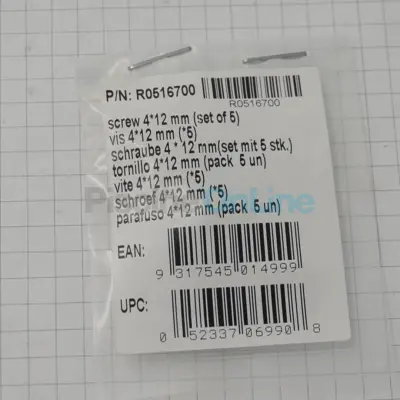 P/N: R0516700
R0516700
screw 4*12 mm (set of 5)
vis 4*12 mm (*5)
schraube 4 * 12 mm(set mit 5 stk.)
tornillo 4*12 mm (pack 5 un)
vite 4*12 mm (*5)
schroef 4*12 mm (*5)
parafuso 4*12 mm (pack 5 un)
EAN:
9 317545 014999
UPC:
0 52337 06990 8